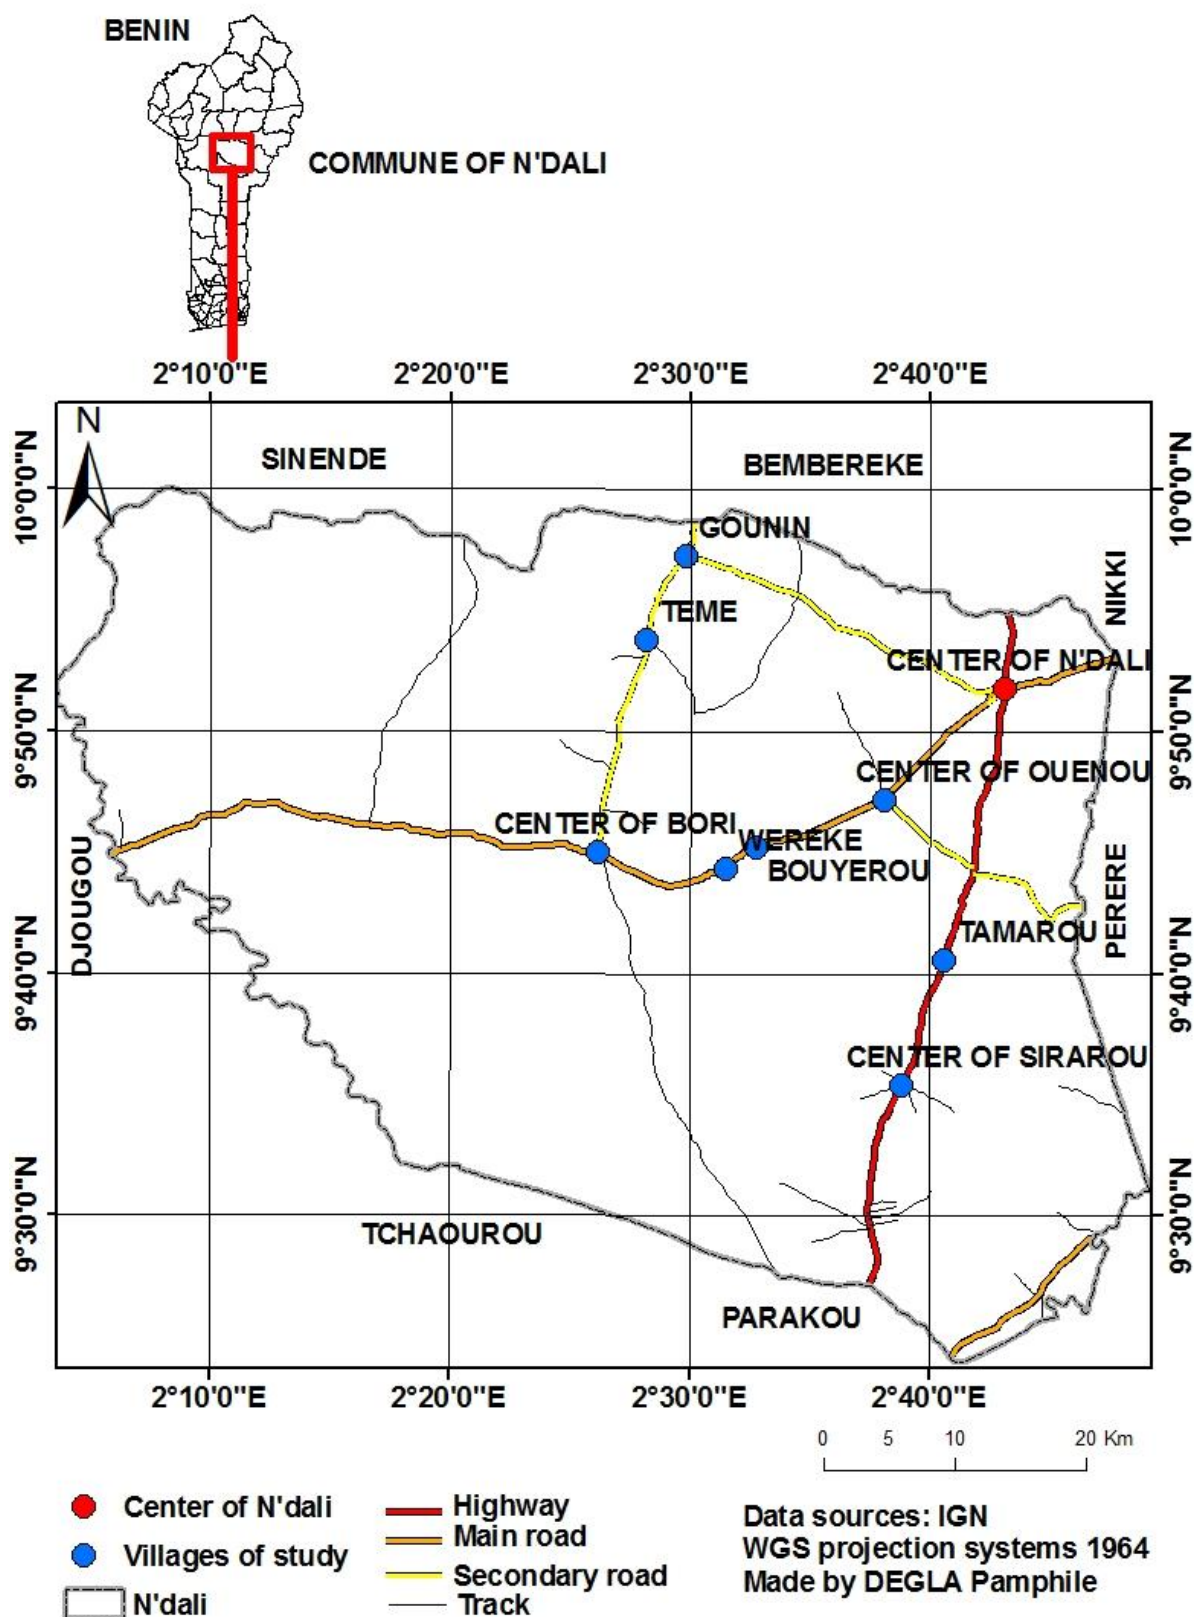 BENIN
COMMUNE OF N'DALI
2°10'0"E 2°20'0"E 2°30'0"E 2°40'0"E
N
SINENDE
BEMBEREKE
10°0'0"N
10°0'0"N
GOUNIN
NIKKI
TEME
CENTER OF N'DALI
9°50'0"N
9°50'0"N
CENTER OF OUENOU
CENTER OF BORI
WEREKE
BOUYEROU
DJOUGOU
PERERE
TAMAROU
9°40'0"N
9°40'0"N
CENTER OF SIRAROU
9°30'0"N
9°30'0"N
TCHAOUROU
PARAKOU
2°10'0"E 2°20'0"E 2°30'0"E 2°40'0"E
0 5 10 20 Km
Center of N'dali
Villages of study
N'dali
Highway
Main road
Secondary road
Track
Data sources: IGN
WGS projection systems 1964
Made by DEGLA Pamphile